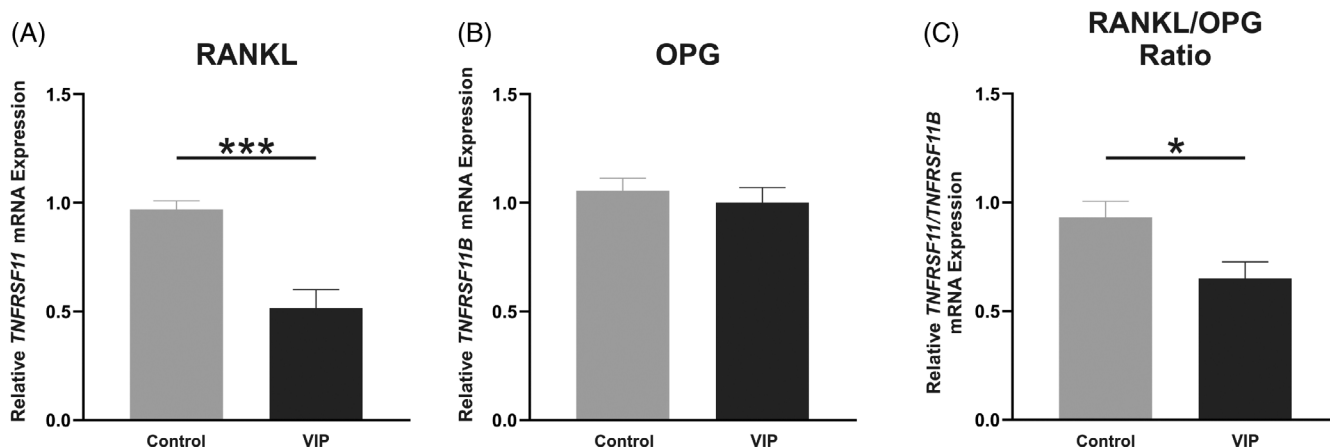 (A)
RANKL
Relative TNFRSF11 mRNA Expression
1.5
***
1.0
0.5
0.0
Control VIP
(B)
OPG
Relative TNFRSF11B mRNA Expression
1.5
1.0
0.5
0.0
Control VIP
(C)
RANKL/OPG
Ratio
Relative TNFRSF11/TNFRSF11B
mRNA Expression
1.5
*
1.0
0.5
0.0
Control VIP